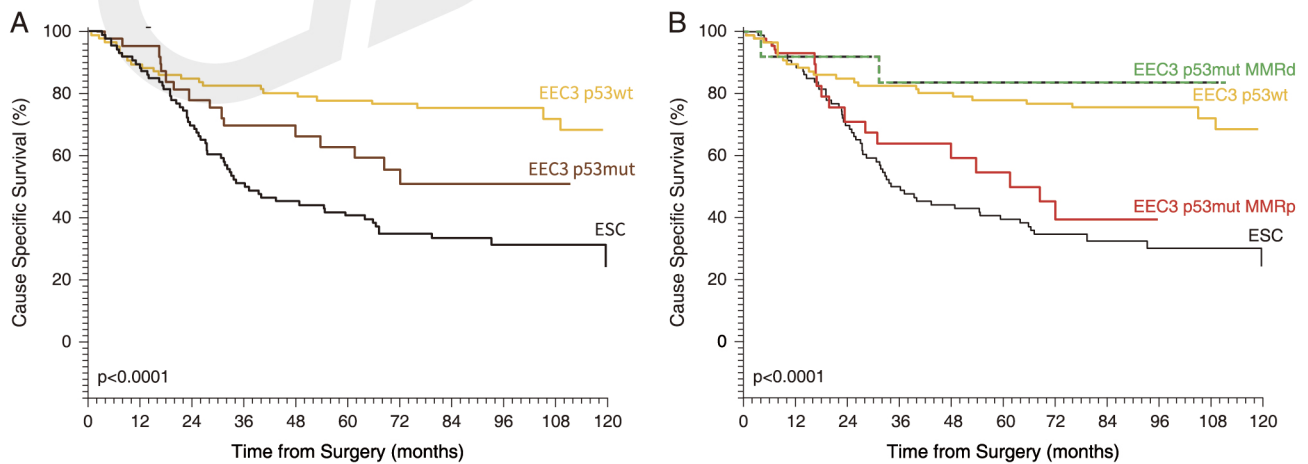 A
100
80
60
40
20
0
Cause Specific Survival (%)
EEC3 p53wt
EEC3 p53mut
ESC
p<0.0001
0 12 24 36 48 60 72 84 96 108 120
Time from Surgery (months)
B
100
80
60
40
20
0
Cause Specific Survival (%)
EEC3 p53mut MMRd
EEC3 p53wt
EEC3 p53mut MMRp
ESC
p<0.0001
0 12 24 36 48 60 72 84 96 108 120
Time from Surgery (months)